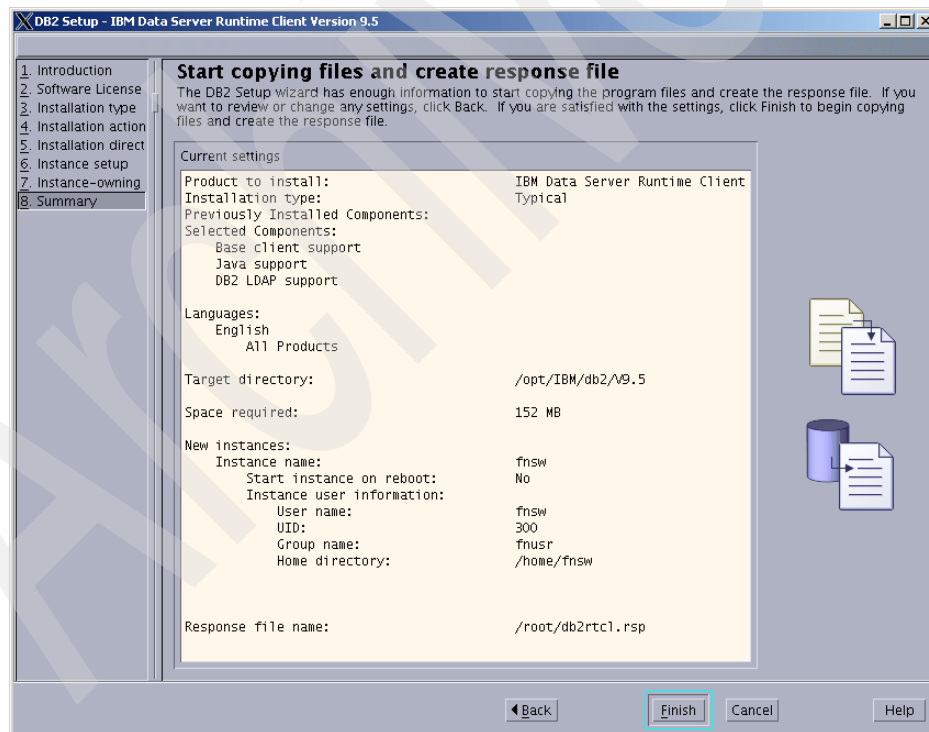 DB2 Setup - IBM Data Server Runtime Client Version 9.5
1. Introduction
2. Software License
3. Installation type
4. Installation action
5. Installation direct
6. Instance setup
7. Instance-owning
8. Summary
Start copying files and create response file
The DB2 Setup wizard has enough information to start copying the program files and create the response file. If you
want to review or change any settings, click Back. If you are satisfied with the settings, click Finish to begin copying
files and create the response file.
Current settings
Product to install: IBM Data Server Runtime Client
Installation type: Typical
Previously Installed Components:
Selected Components:
Base client support
Java support
DB2 LDAP support
Languages:
English
All Products
Target directory: /opt/IBM/db2/V9.5
Space required: 152 MB
New instances:
Instance name: fnsw
Start instance on reboot: No
Instance user information:
User name: fnsw
UID: 300
Group name: fnusr
Home directory: /home/fnsw
Response file name: /root/db2rtcl.rsp
Back
Finish
Cancel
Help